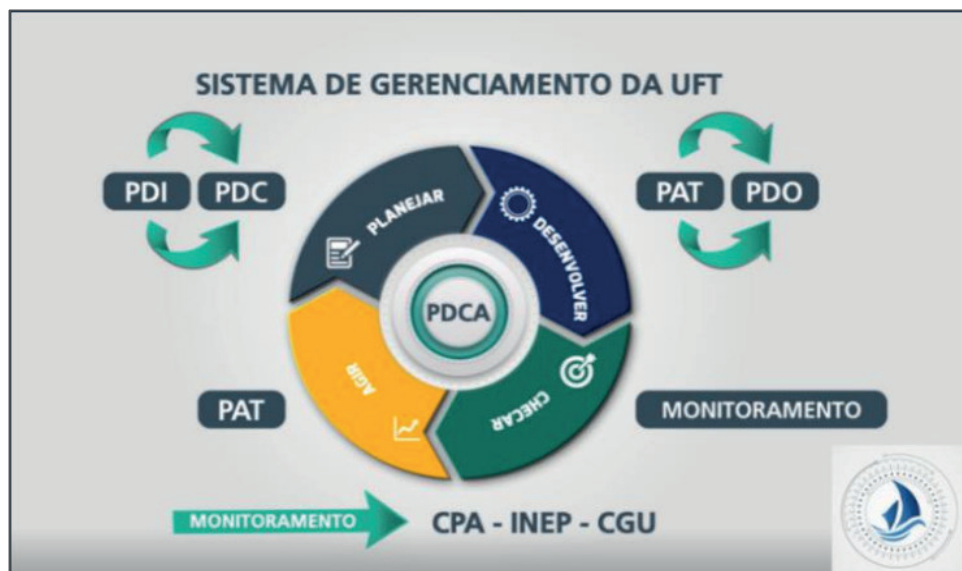 SISTEMA DE GERENCIAMENTO DA UFT
PDI PDC
PAT PDO
PLANEJAR
DESENVOLVER
PDCA
AGIR
CHECAR
PAT
MONITORAMENTO
MONITORAMENTO
CPA - INEP - CGU